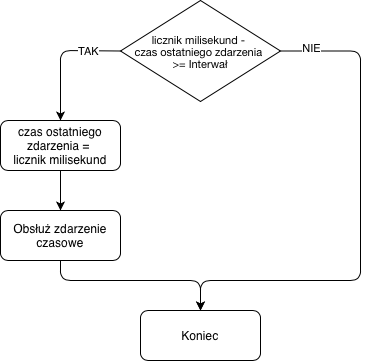 licznik milisekund -
czas ostatniego zdarzenia
>= Interwał
TAK
NIE
czas ostatniego
zdarzenia =
licznik milisekund
Obsłuż zdarzenie
czasowe
Koniec